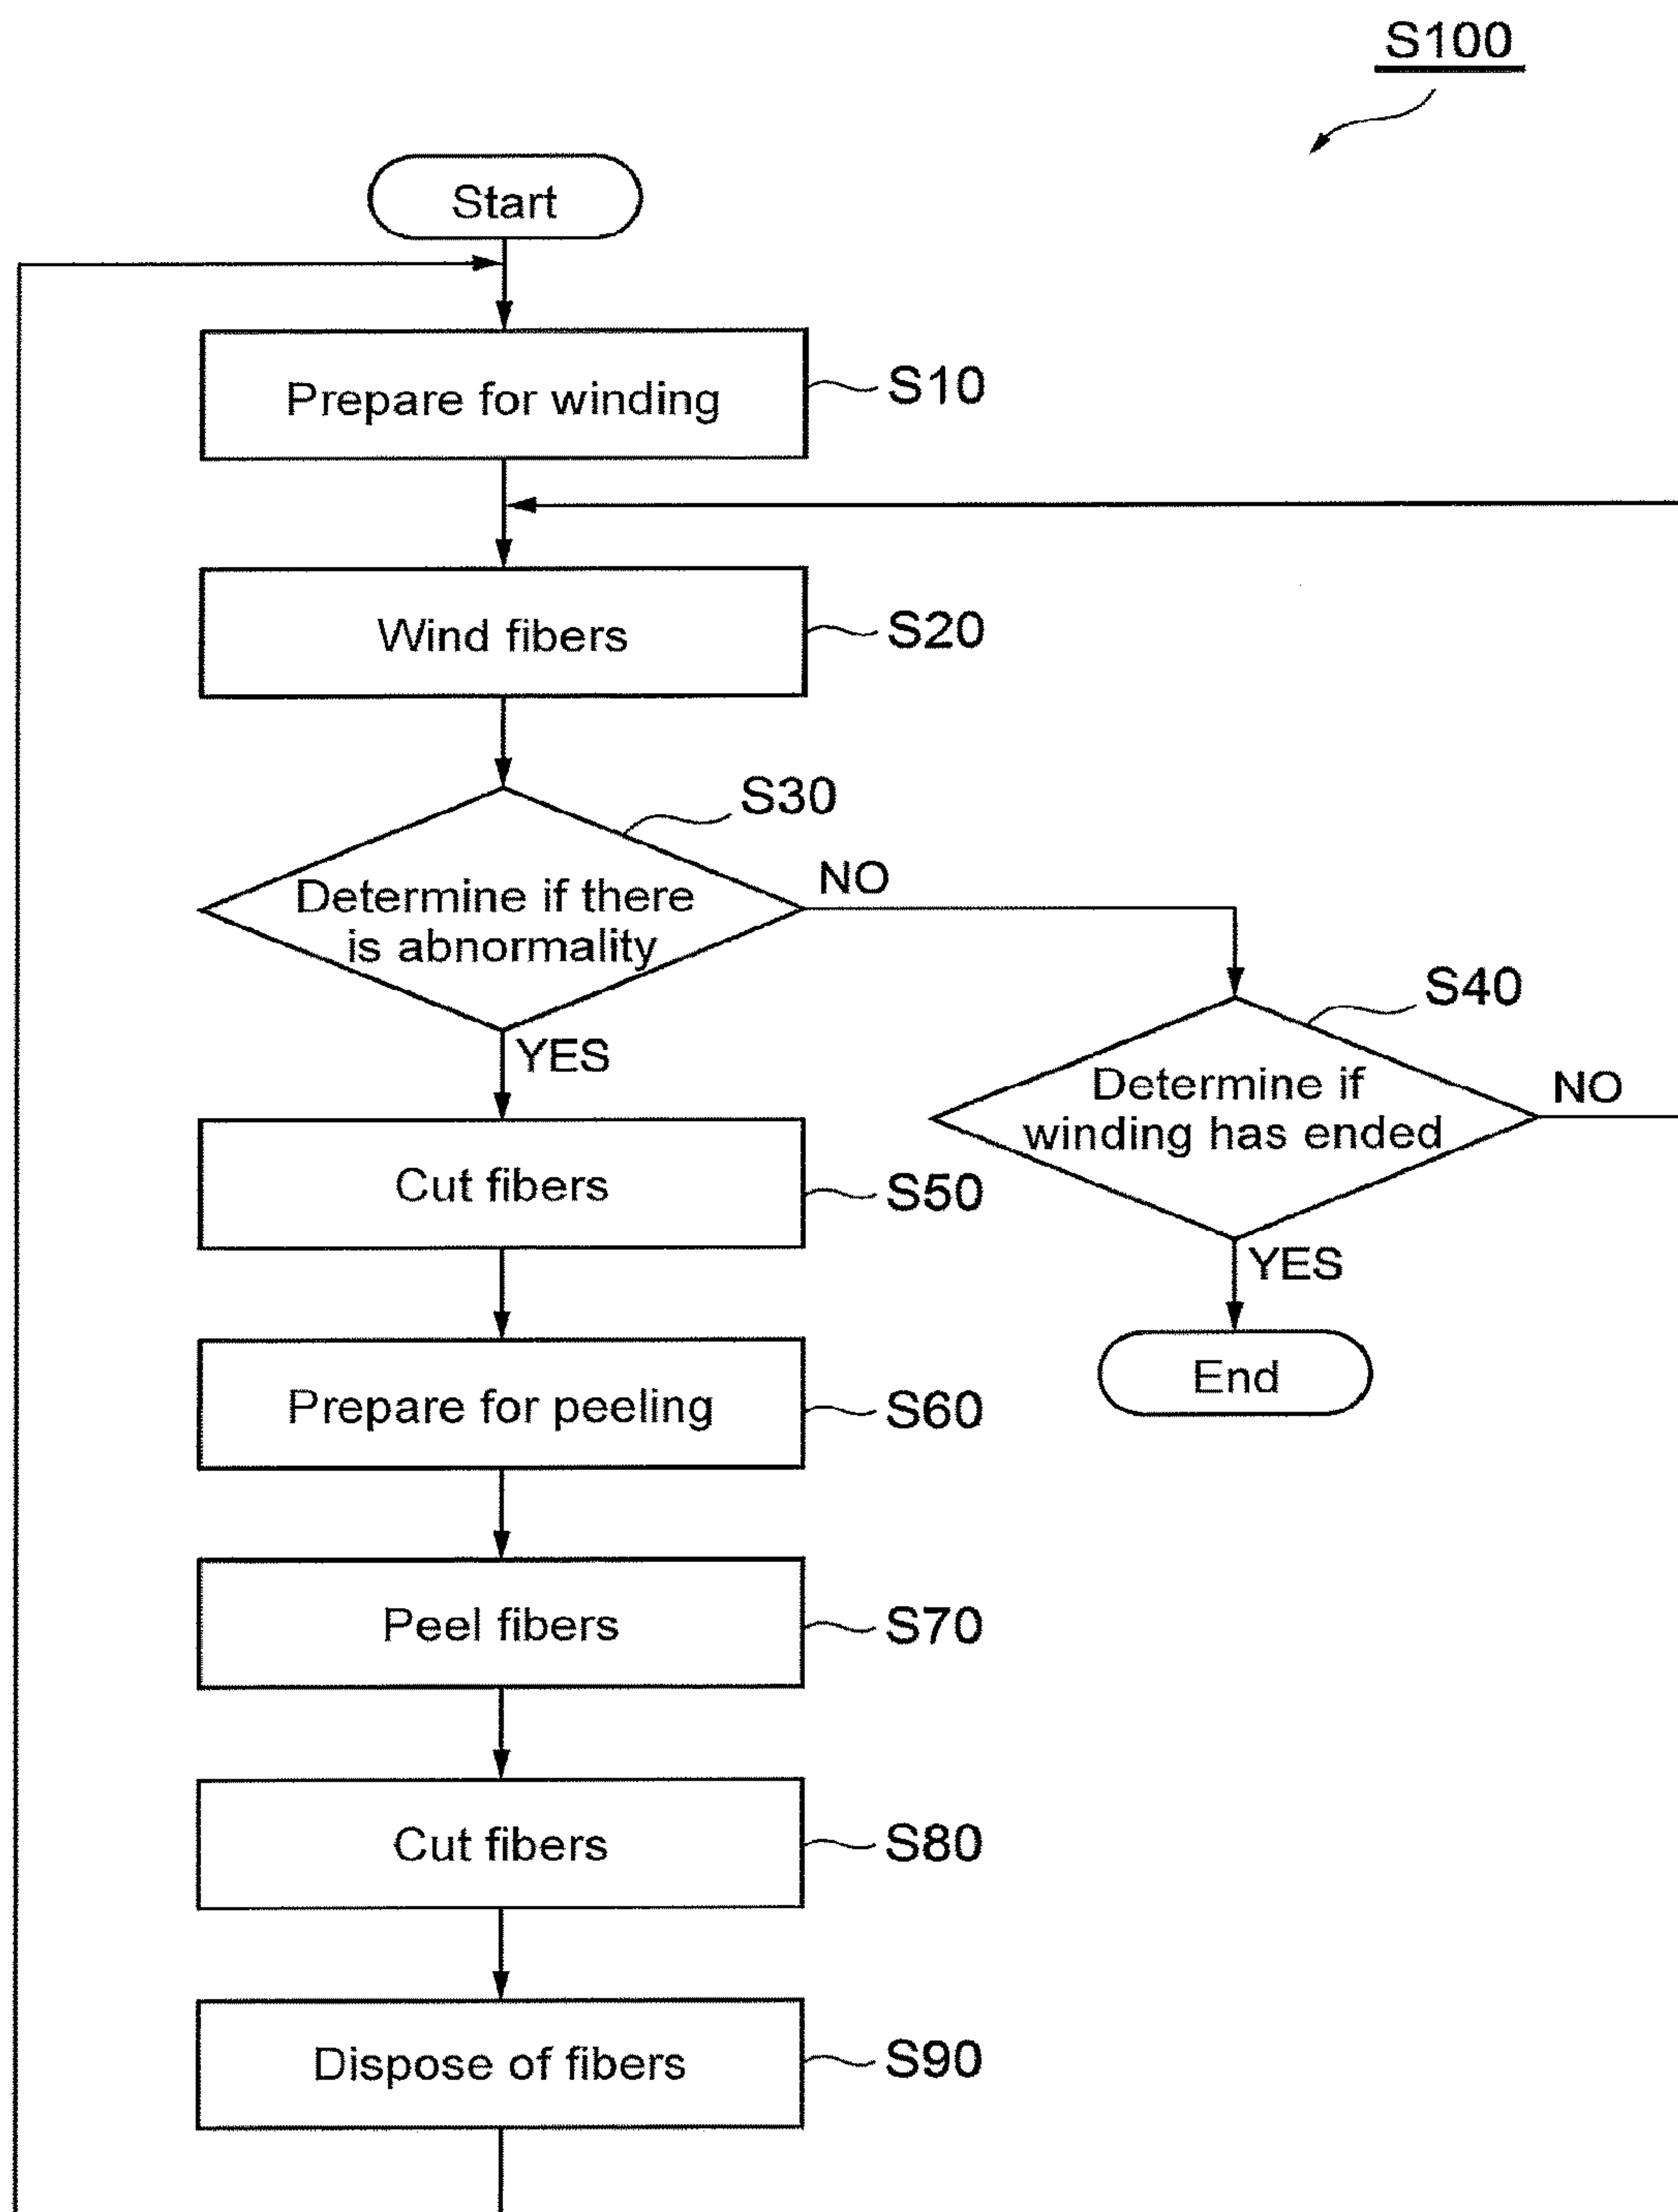 S100
Start
Prepare for winding
S10
Wind fibers
S20
S30
Determine if there
is abnormality
NO
YES
S40
Determine if
winding has ended
NO
YES
End
Cut fibers
S50
Prepare for peeling
S60
Peel fibers
S70
Cut fibers
S80
Dispose of fibers
S90